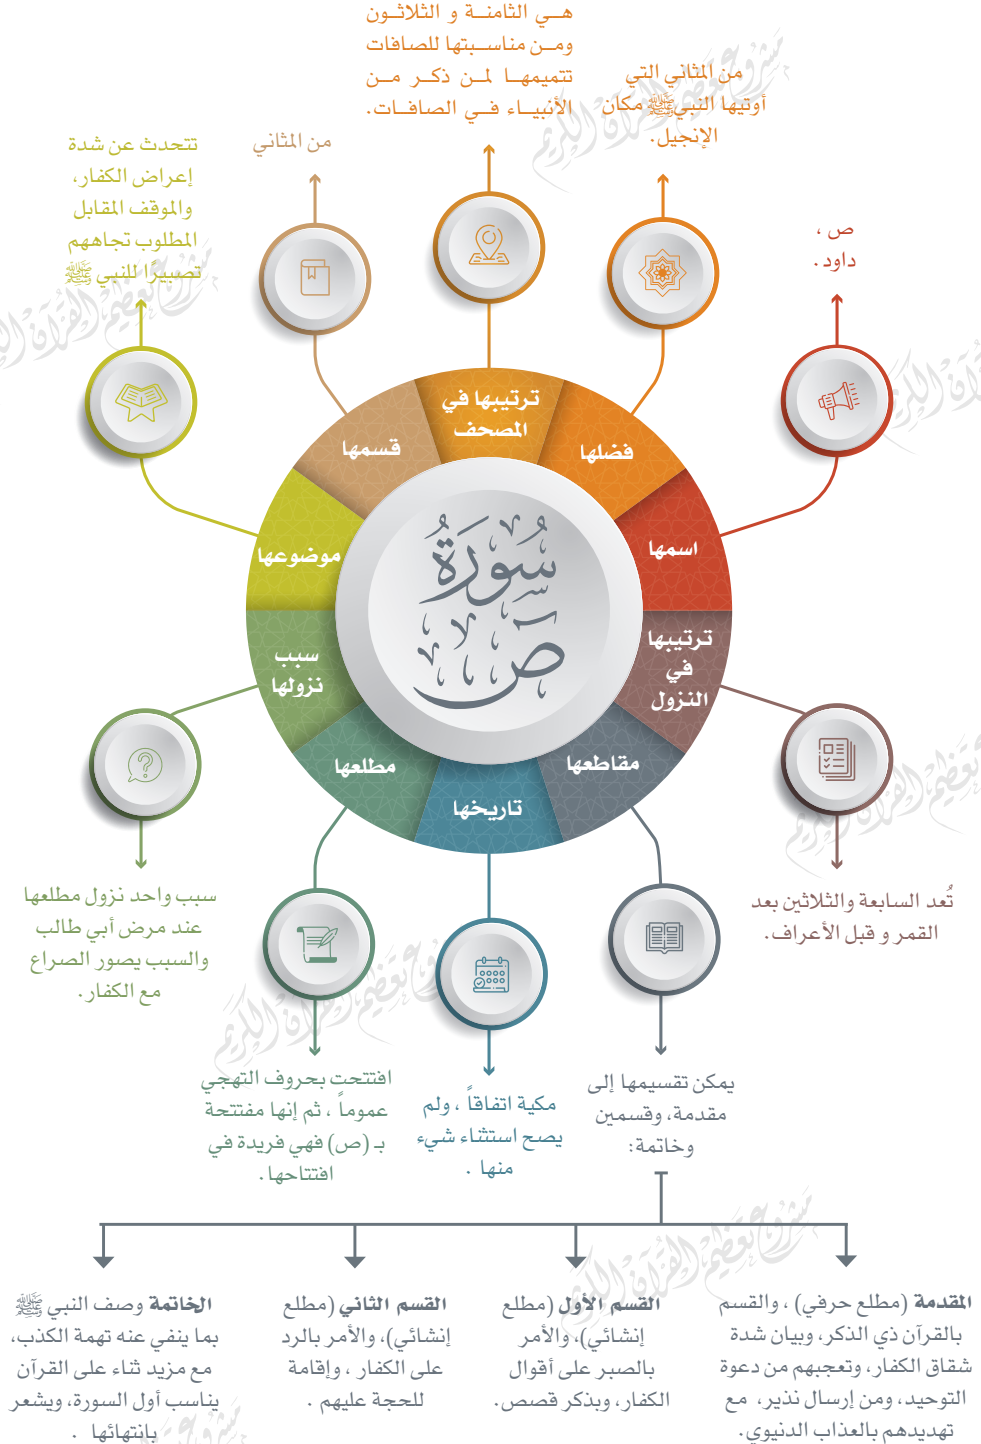 هـي الثامنـة و الثلاثـون
ومـن مناسـبتها للصافات
تتميمهـا لمـن ذكـر مـن
الأنبيـاء فـي الصافـات.
من المثاني التي
أوتيها النبي ﷺ مكان
الإنجيل.
من المثاني
تتحدث عن شدة
إعراض الكفار،
والموقف المقابل
المطلوب تجاههم
تصبيرًا للنبي ﷺ
ص ،
داود .
ترتيبها في
المصحف
فضلها
قسمها
اسمها
موضوعها
سُورَةُ
صٓ
ترتيبها
في
النزول
سبب
نزولها
مقاطعها
مطلعها
تاريخها
تُعد السابعة والثلاثين بعد
القمر و قبل الأعراف.
سبب واحد نزول مطلعها
عند مرض أبي طالب
والسبب يصور الصراع
مع الكفار.
افتتحت بحروف التهجي
عموماً ، ثم إنها مفتتحة
بـ (ص) فهي فريدة في
افتتاحها.
مكية اتفاقاً ، ولم
يصح استثناء شيء
منها .
يمكن تقسيمها إلى
مقدمة، وقسمين
وخاتمة:
المقدمة (مطلع حرفي) ، والقسم
بالقرآن ذي الذكر، وبيان شدة
شقاق الكفار، وتعجبهم من دعوة
التوحيد، ومن إرسال نذير، مع
تهديدهم بالعذاب الدنيوي.
القسم الأول (مطلع
إنشائي)، والأمر
بالصبر على أقوال
الكفار، وبذكر قصص.
القسم الثاني (مطلع
إنشائي)، والأمر بالرد
على الكفار ، وإقامة
للحجة عليهم .
الخاتمة وصف النبي ﷺ
بما ينفي عنه تهمة الكذب،
مع مزيد ثناء على القرآن
يناسب أول السورة، ويشعر
بانتهائها .
مشروع تعظيم القرآن الكريم